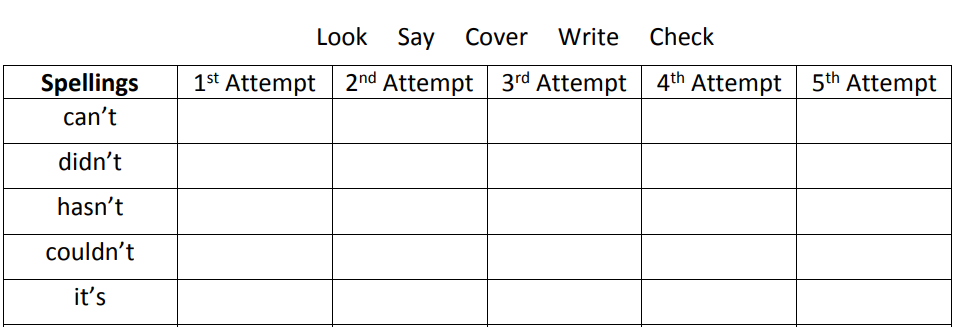 Look Say Cover Write Check
Spellings 1st Attempt 2nd Attempt 3rd Attempt 4th Attempt 5th Attempt
can’t
didn’t
hasn’t
couldn’t
it’s